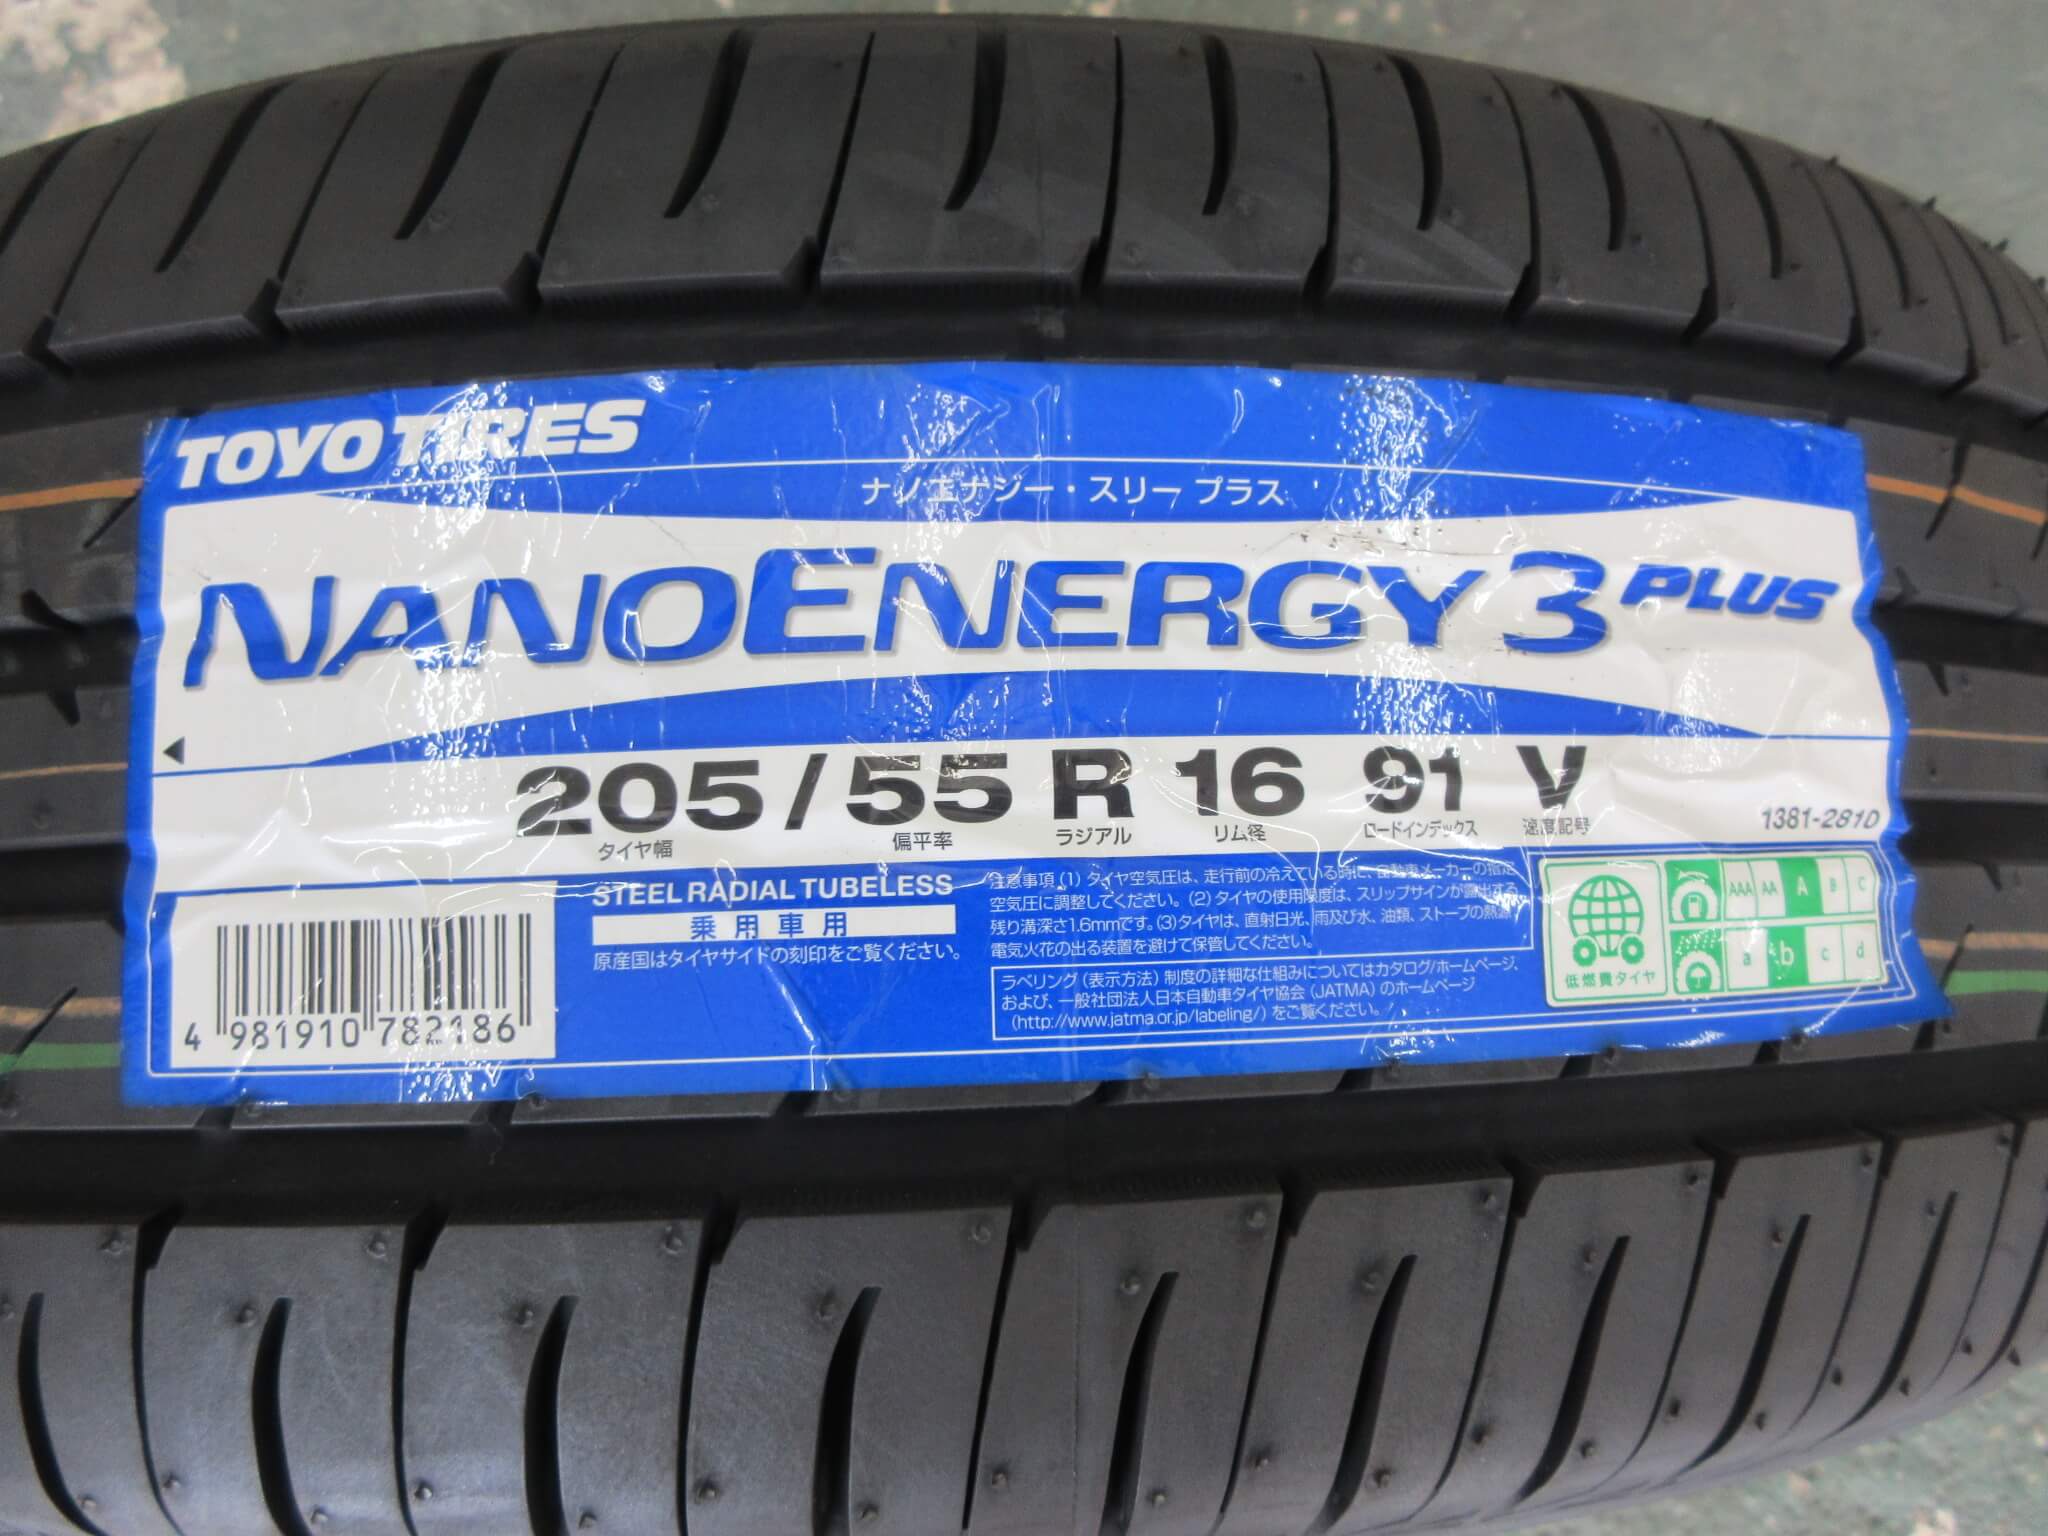 TOYO TIRES
ナノエナジー・スリー プラス
NANOENERGY 3 PLUS
205/55 R 16 91 V
タイヤ幅 偏平率 ラジアル リム径 ロードインデックス 速度記号
1381-281D
STEEL RADIAL TUBELESS
乗用車用
原産国はタイヤサイドの刻印をご覧ください。
4 981910 782186
注意事項 (1) タイヤ空気圧は、走行前の冷えている時に、自動車メーカーの指定
空気圧に調整してください。(2) タイヤの使用限度は、スリップサインが露出する
残り溝深さ1.6mmです。(3)タイヤは、直射日光、雨及び水、油類、ストーブの熱源、
電気火花の出る装置を避けて保管してください。
ラベリング (表示方法) 制度の詳細な仕組みについてはカタログ/ホームページ、
および、一般社団法人日本自動車タイヤ協会 (JATMA) のホームページ
(http://www.jatma.or.jp/labeling/) をご覧ください。
低燃費タイヤ
AAA AA A B C
a b c d